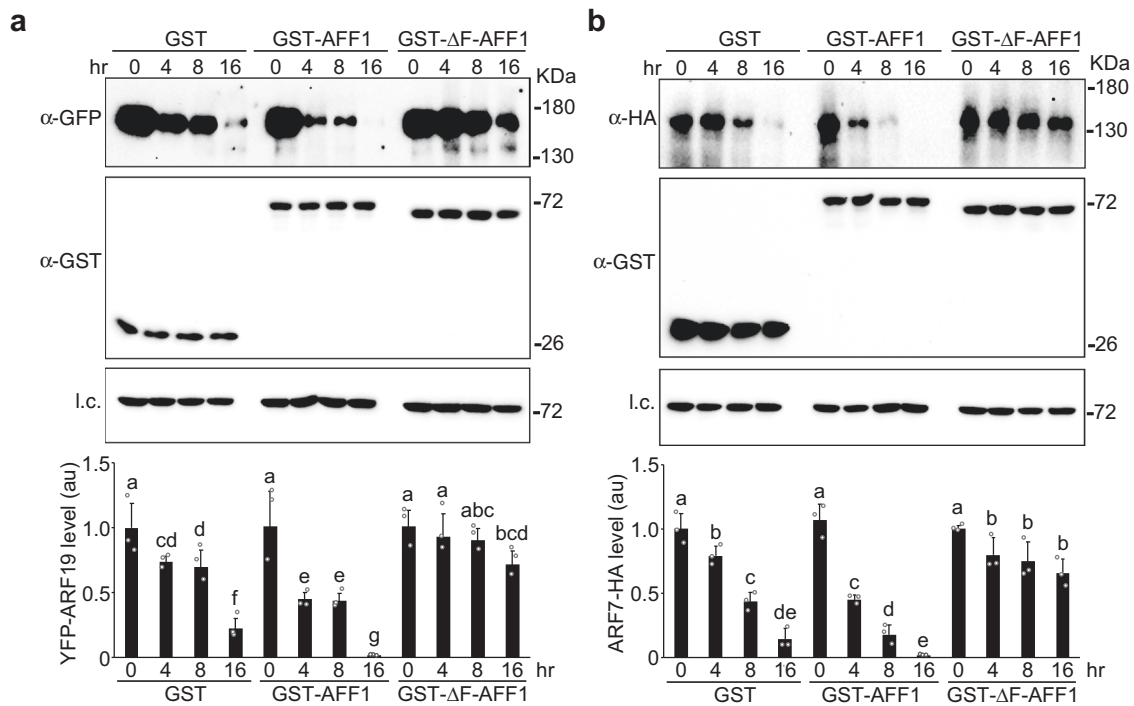 a
GST GST-AFF1 GST-ΔF-AFF1
hr 0 4 8 16 0 4 8 16 0 4 8 16 KDa
α-GFP
-180
-130
α-GST
-72
-26
l.c.
-72
YFP-ARF19 level (au)
1.5
1.0
0.5
0
a cd d f a e e g a a abc bcd
0 4 8 16 0 4 8 16 0 4 8 16 hr
GST GST-AFF1 GST-ΔF-AFF1
b
GST GST-AFF1 GST-ΔF-AFF1
hr 0 4 8 16 0 4 8 16 0 4 8 16 KDa
α-HA
-180
-130
α-GST
-72
-26
l.c.
-72
ARF7-HA level (au)
1.5
1.0
0.5
0
a b c de a c d e a b b b
0 4 8 16 0 4 8 16 0 4 8 16 hr
GST GST-AFF1 GST-ΔF-AFF1